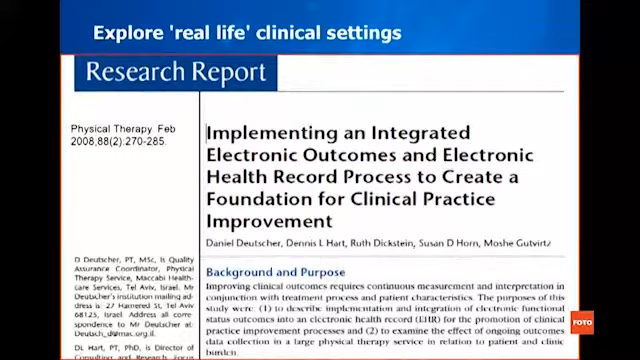 Explore 'real life' clinical settings
Research Report
Physical Therapy Feb
2008;88(2):270-285.
Implementing an Integrated
Electronic Outcomes and Electronic
Health Record Process to Create a
Foundation for Clinical Practice
Improvement
Daniel Deutscher, Dennis L Hart, Ruth Dickstein, Susan D Horn, Moshe Gutvirtz
D Deutscher, PT, MSc, is Quality
Assurance Coordinator, Physical
Therapy Service, Maccabi Health-
care Services, Tel Aviv, Israel. Mr
Deutscher's institution mailing ad-
dress is: 27 Hamered St, Tel Aviv
68125, Israel. Address all corre-
spondence to Mr Deutscher at:
Deutsch_d@mac.org.il.
DL Hart, PT, PhD, is Director of
Consulting and Research, Focus
Background and Purpose
Improving clinical outcomes requires continuous measurement and interpretation in
conjunction with treatment process and patient characteristics. The purposes of this
study were: (1) to describe implementation and integration of electronic functional
status outcomes into an electronic health record (EHR) for the promotion of clinical
practice improvement processes and (2) to examine the effect of ongoing outcomes
data collection in a large physical therapy service in relation to patient and clinic
burden.
FOTO